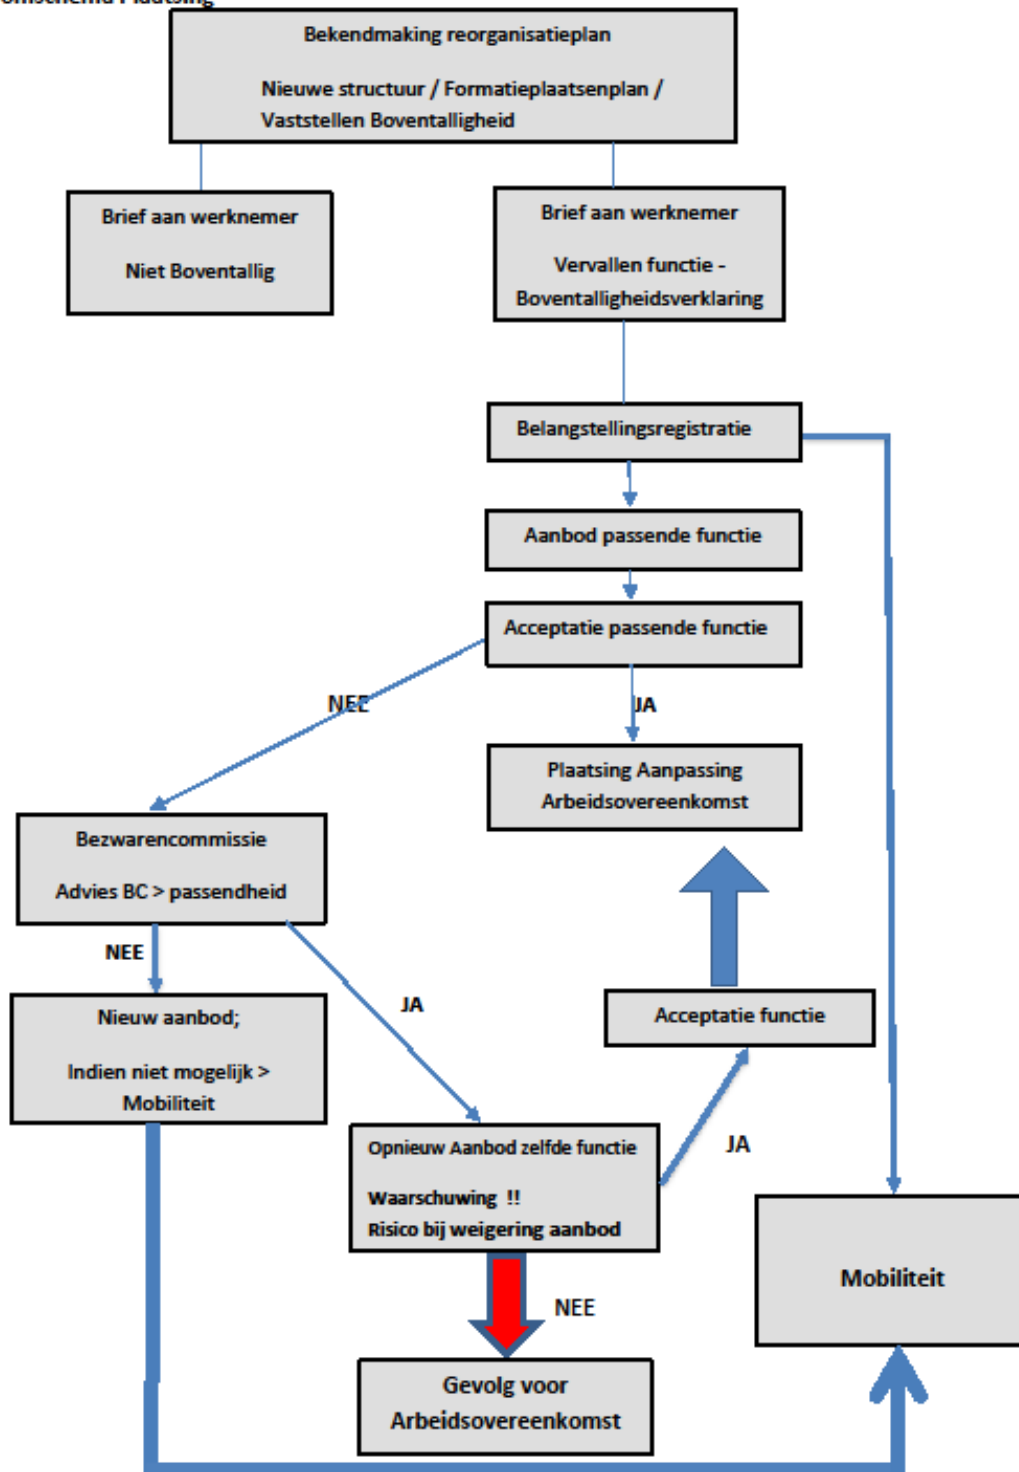 Bekendmaking reorganisatieplan
Nieuwe structuur / Formatieplaatsenplan /
Vaststellen Boventalligheid
Brief aan werknemer
Niet Boventallig
Brief aan werknemer
Vervallen functie -
Boventalligheidsverklaring
Belangstellingsregistratie
Aanbod passende functie
Acceptatie passende functie
NEE
JA
Plaatsing Aanpassing
Arbeidsovereenkomst
Bezwarencommissie
Advies BC > passendheid
NEE
JA
Nieuw aanbod;
Indien niet mogelijk >
Mobiliteit
Acceptatie functie
Opnieuw Aanbod zelfde functie
Waarschuwing !!
Risico bij weigering aanbod
JA
Mobiliteit
NEE
Gevolg voor
Arbeidsovereenkomst